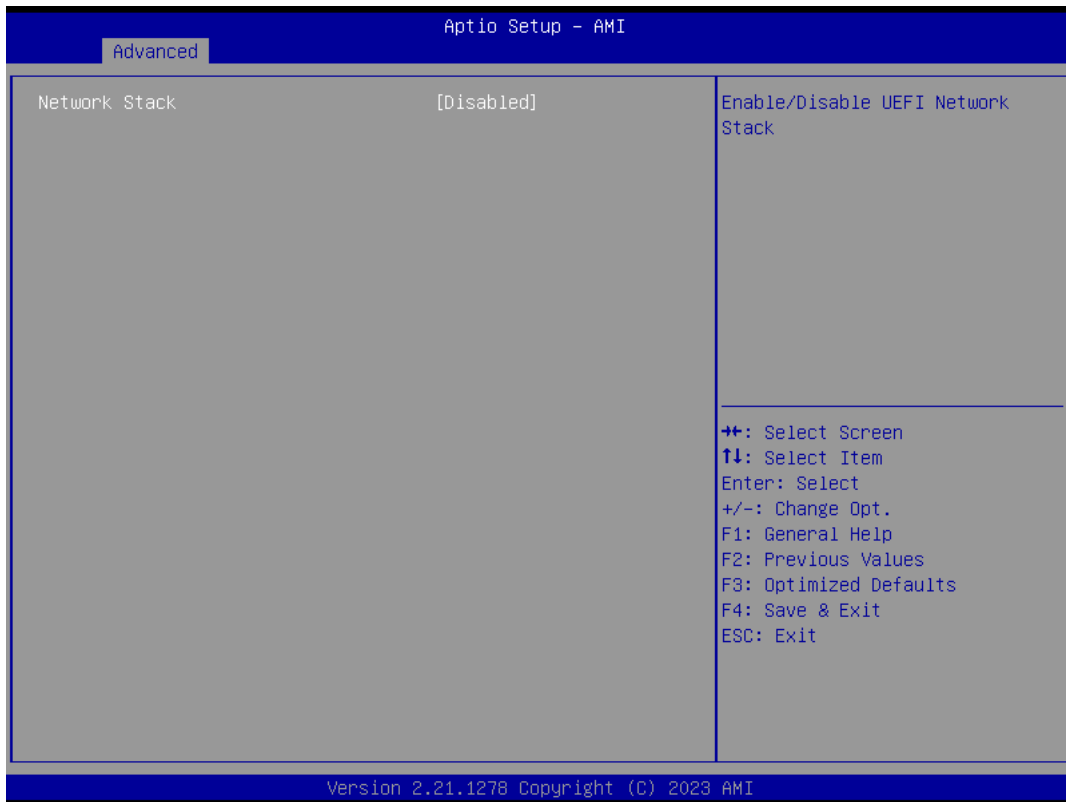 Aptio Setup – AMI
Advanced
Network Stack [Disabled]
Enable/Disable UEFI Network
Stack
→←: Select Screen
↑↓: Select Item
Enter: Select
+/-: Change Opt.
F1: General Help
F2: Previous Values
F3: Optimized Defaults
F4: Save & Exit
ESC: Exit
Version 2.21.1278 Copyright (C) 2023 AMI